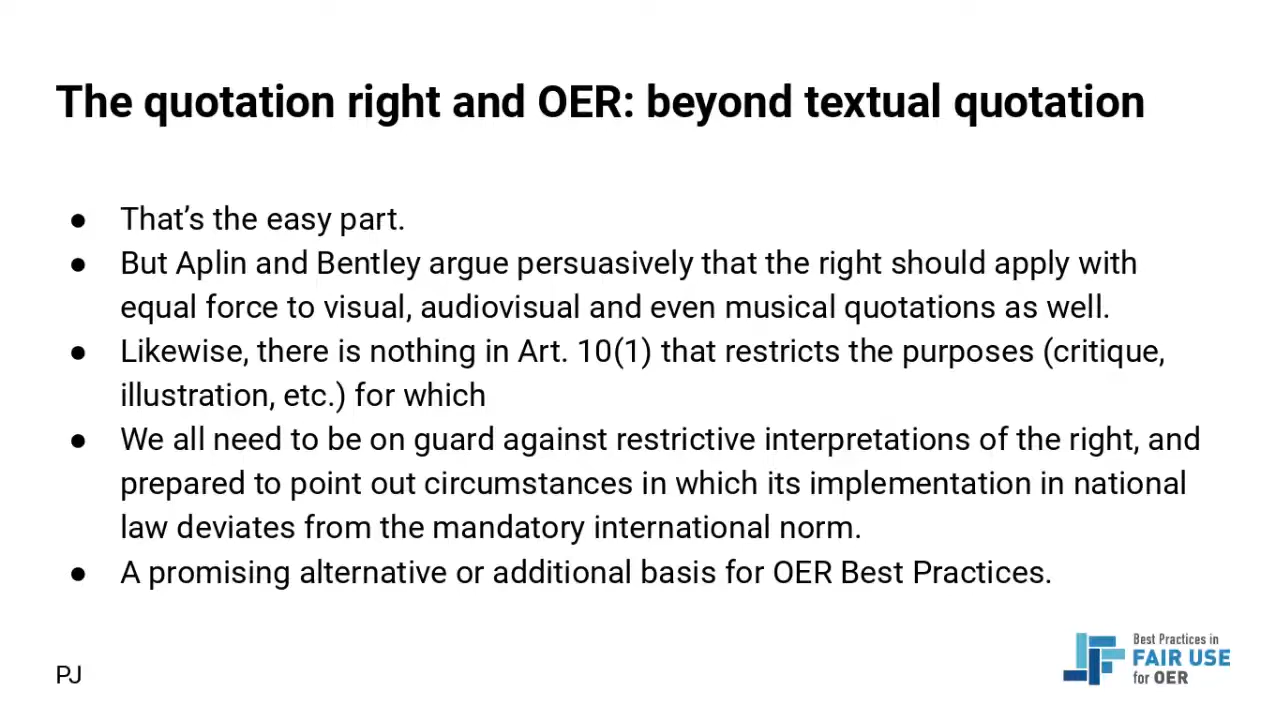 The quotation right and OER: beyond textual quotation
● That’s the easy part.
● But Aplin and Bentley argue persuasively that the right should apply with
equal force to visual, audiovisual and even musical quotations as well.
● Likewise, there is nothing in Art. 10(1) that restricts the purposes (critique,
illustration, etc.) for which
● We all need to be on guard against restrictive interpretations of the right, and
prepared to point out circumstances in which its implementation in national
law deviates from the mandatory international norm.
● A promising alternative or additional basis for OER Best Practices.
PJ
Best Practices in
FAIR USE
for OER